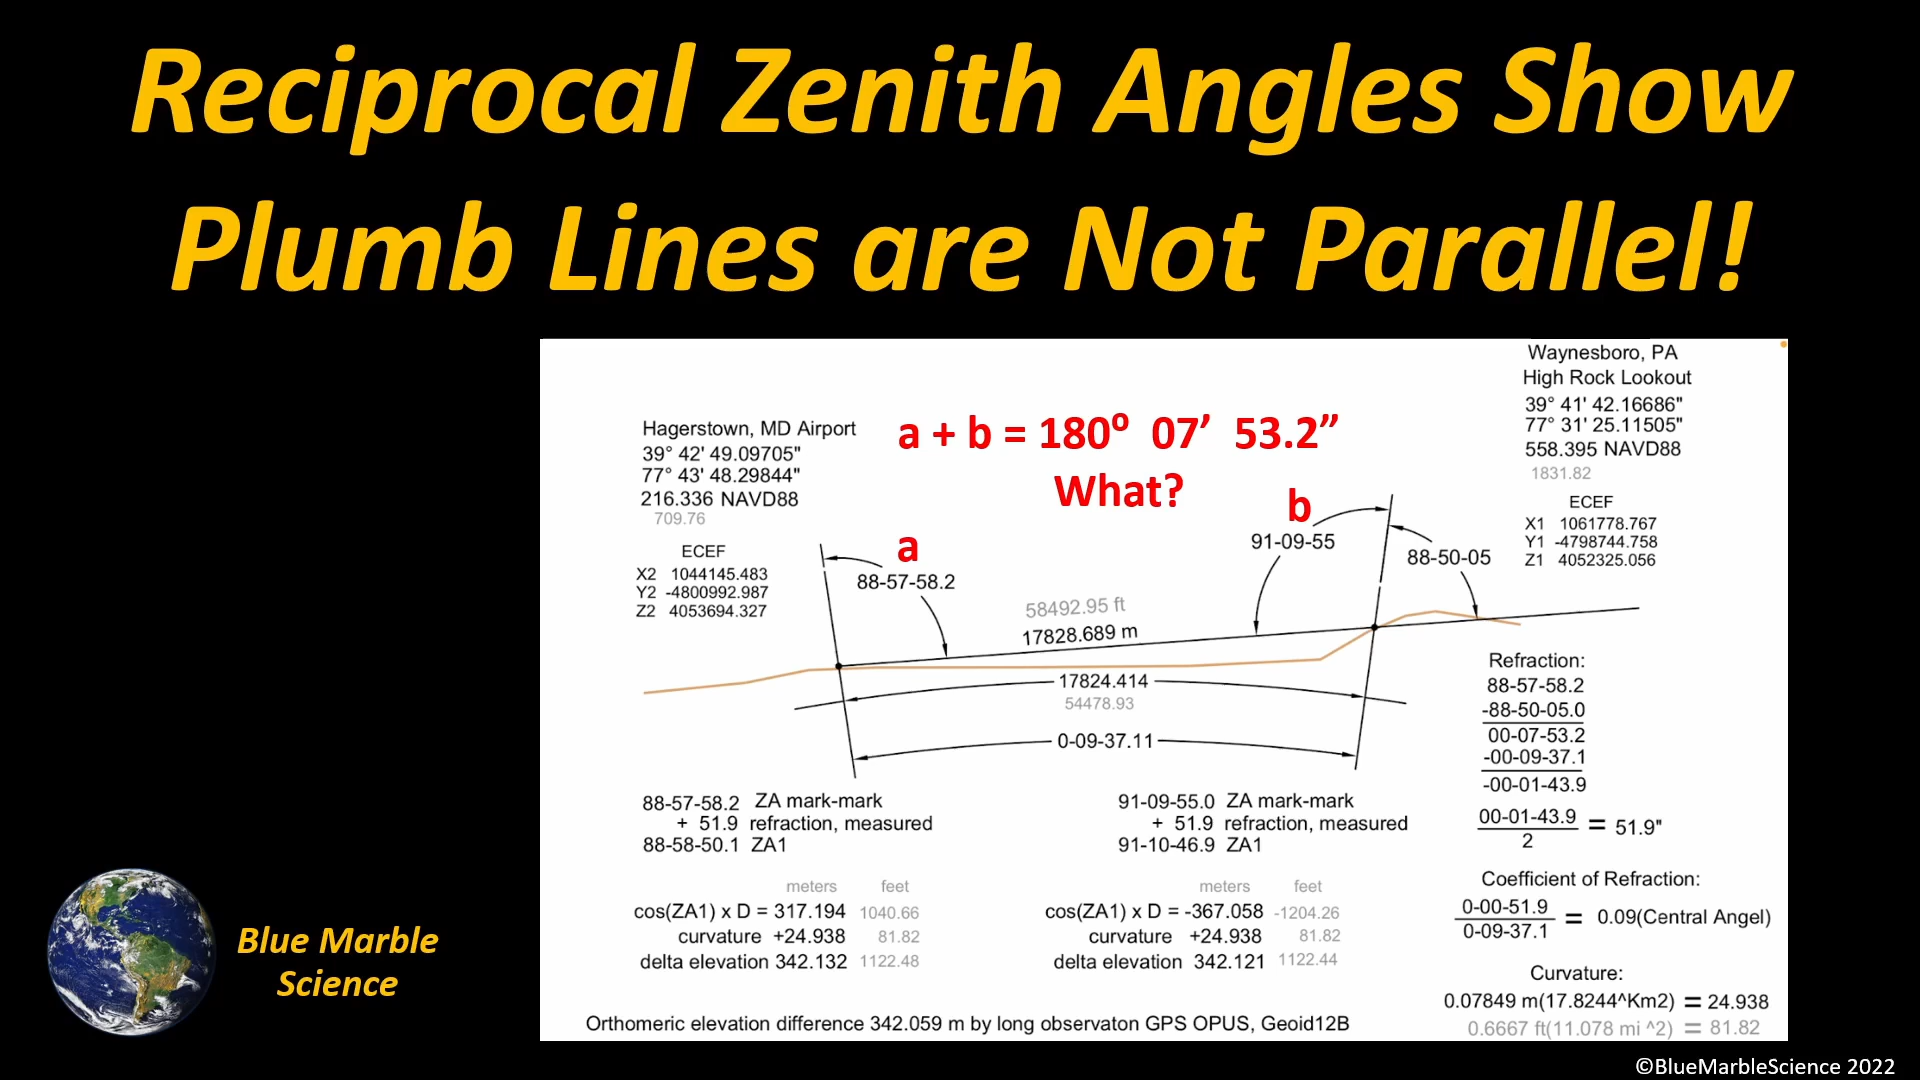 Reciprocal Zenith Angles Show
Plumb Lines are Not Parallel!
Waynesboro, PA
High Rock Lookout
39° 41' 42.16686"
77° 31' 25.11505"
558.395 NAVD88
1831.82
ECEF
X1 1061778.767
Y1 -4798744.758
Z1 4052325.056
Hagerstown, MD Airport
39° 42' 49.09705"
77° 43' 48.29844"
216.336 NAVD88
709.76
ECEF
X2 1044145.483
Y2 -4800992.987
Z2 4053694.327
a + b = 180⁰ 07’ 53.2”
What?
a
88-57-58.2
b
91-09-55
88-50-05
58492.95 ft
17828.689 m
17824.414
54478.93
0-09-37.11
Refraction:
88-57-58.2
-88-50-05.0
00-07-53.2
-00-09-37.1
-00-01-43.9
00-01-43.9
2
= 51.9"
88-57-58.2 ZA mark-mark
+ 51.9 refraction, measured
88-58-50.1 ZA1
91-09-55.0 ZA mark-mark
+ 51.9 refraction, measured
91-10-46.9 ZA1
meters feet
cos(ZA1) x D = 317.194 1040.66
curvature +24.938 81.82
delta elevation 342.132 1122.48
meters feet
cos(ZA1) x D = -367.058 -1204.26
curvature +24.938 81.82
delta elevation 342.121 1122.44
Coefficient of Refraction:
0-00-51.9
0-09-37.1
= 0.09(Central Angel)
Curvature:
0.07849 m(17.8244^Km2) = 24.938
0.6667 ft(11.078 mi ^2) = 81.82
Orthomeric elevation difference 342.059 m by long observaton GPS OPUS, Geoid12B
Blue Marble
Science
©BlueMarbleScience 2022